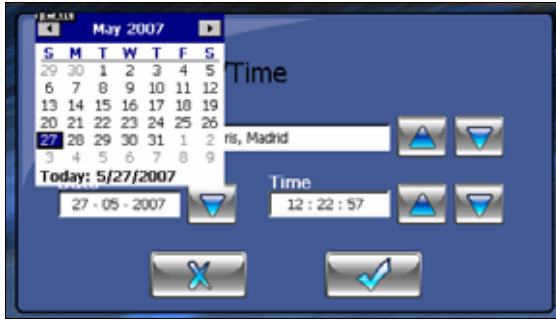 May 2007
S M T W T F S
29 30 1 2 3 4 5
6 7 8 9 10 11 12
13 14 15 16 17 18 19
20 21 22 23 24 25 26
27 28 29 30 31 1 2
3 4 5 6 7 8 9
Today: 5/27/2007
/Time
ris, Madrid
Time
27 - 05 - 2007
12 : 22 : 57